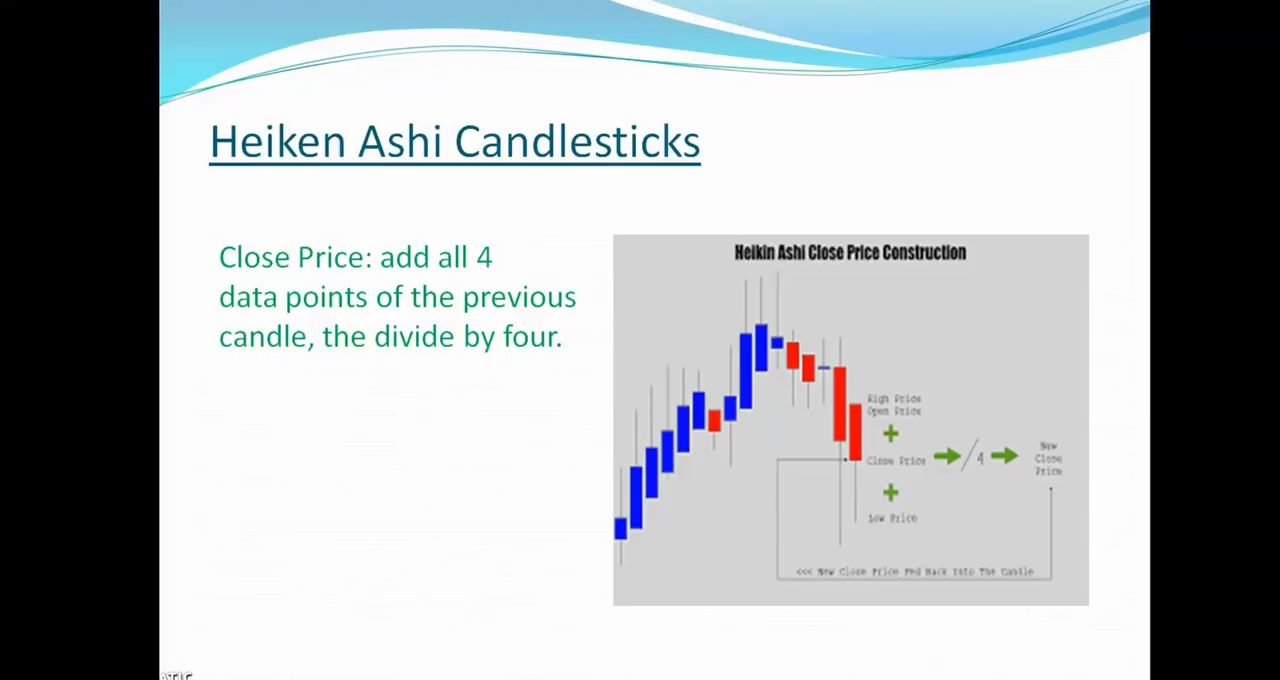 Heiken Ashi Candlesticks
Close Price: add all 4
data points of the previous
candle, the divide by four.
Heikin Ashi Close Price Construction
High Price
Open Price
Close Price
/4
New
Close
Price
Low Price
<<< New Close Price Fed Back Into The Candle